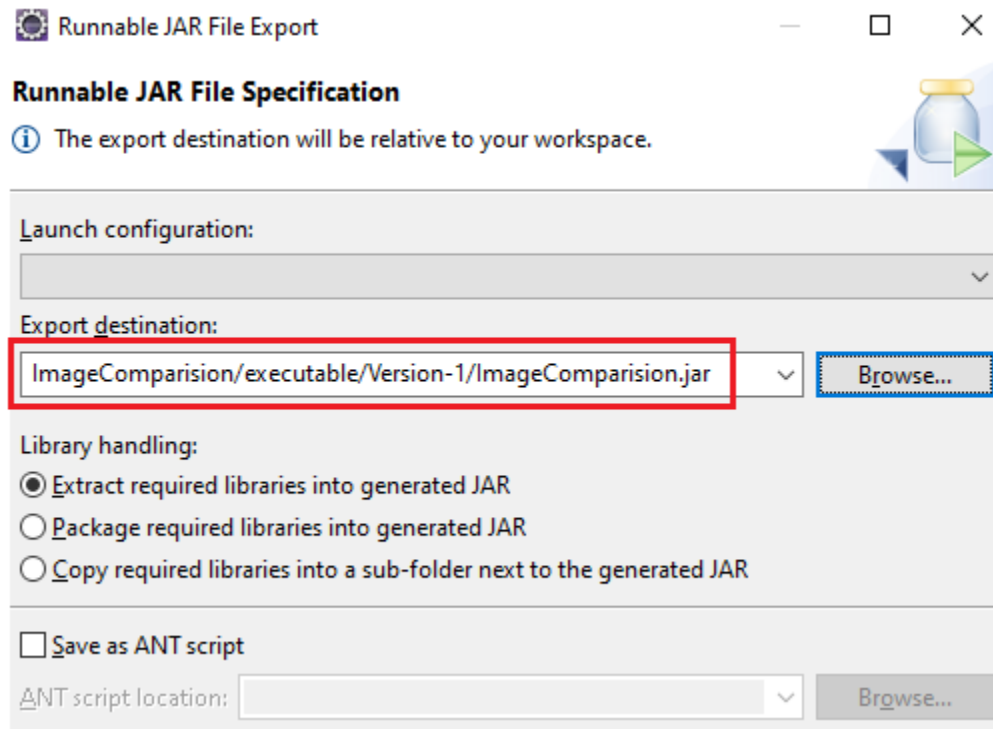 Runnable JAR File Export
Runnable JAR File Specification
The export destination will be relative to your workspace.
Launch configuration:
Export destination:
ImageComparision/executable/Version-1/ImageComparision.jar
Browse...
Library handling:
Extract required libraries into generated JAR
Package required libraries into generated JAR
Copy required libraries into a sub-folder next to the generated JAR
Save as ANT script
ANT script location:
Browse...